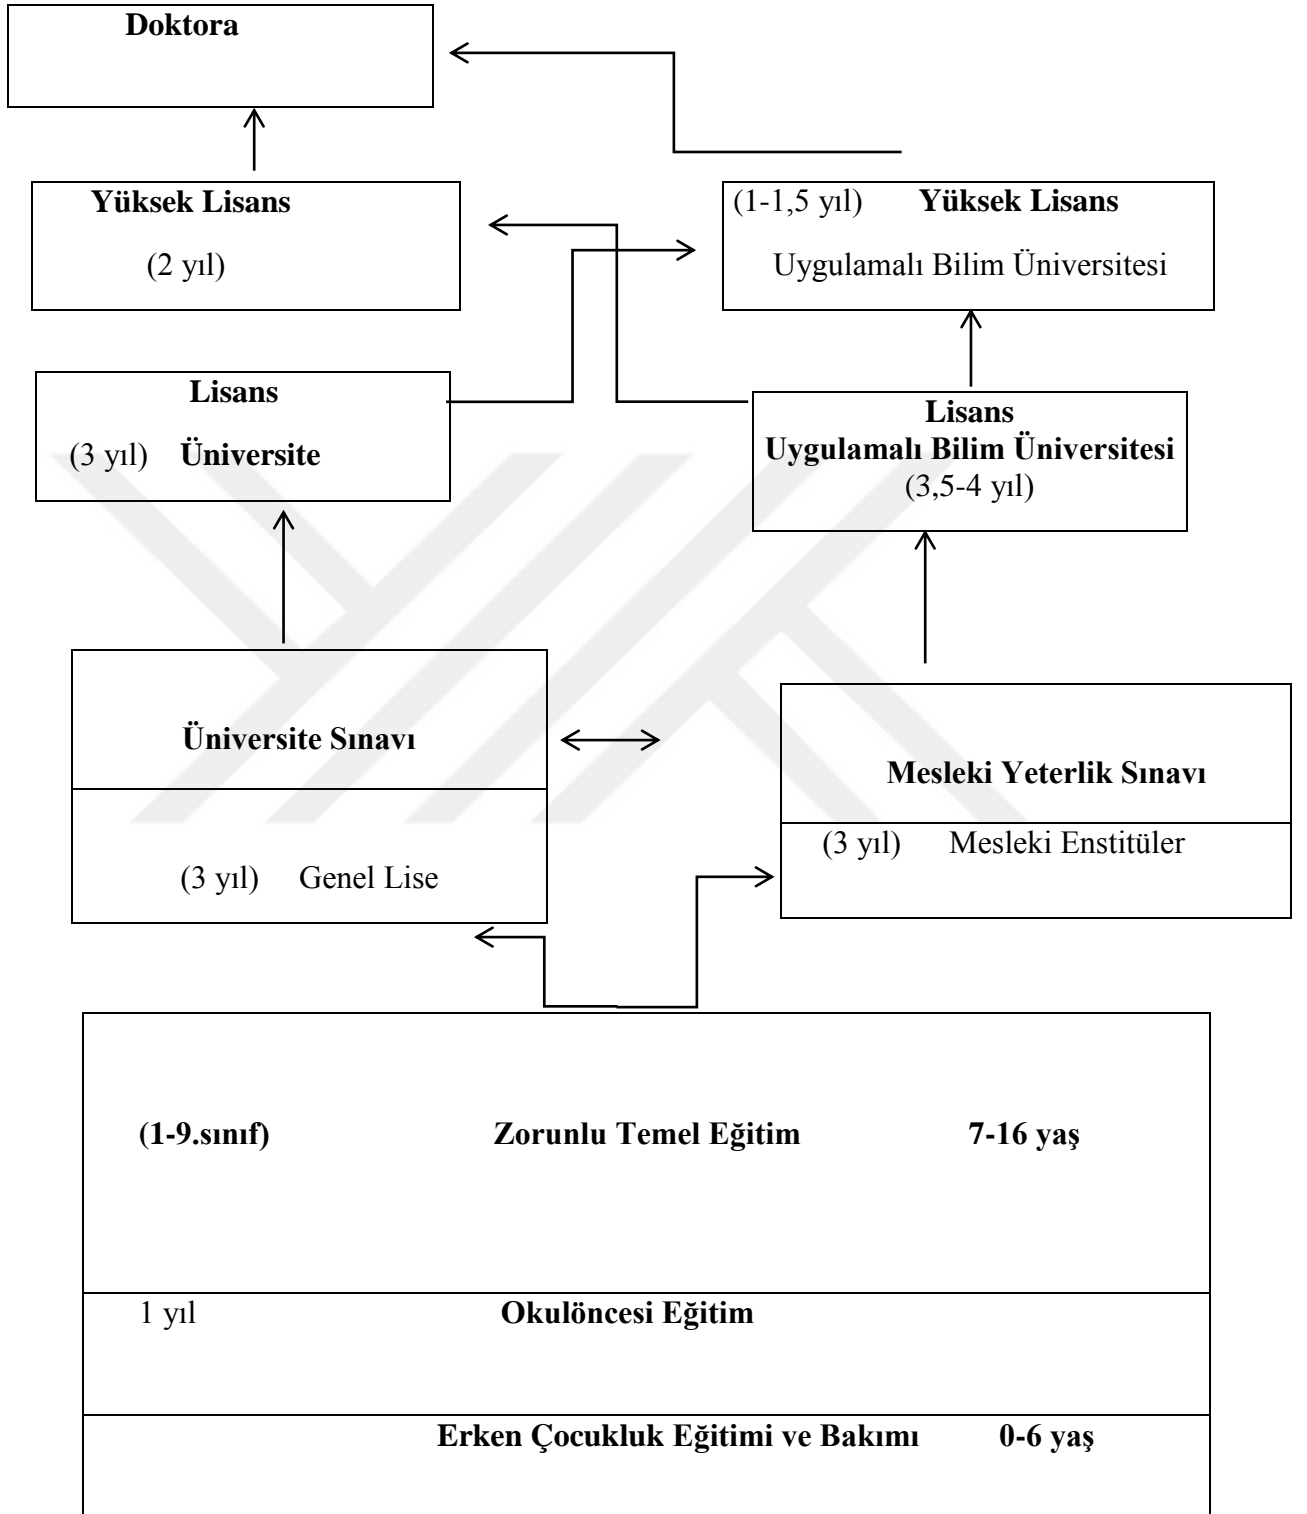 Doktora
Yüksek Lisans
(2 yıl)
(1-1,5 yıl) Yüksek Lisans
Uygulamalı Bilim Üniversitesi
Lisans
(3 yıl) Üniversite
Lisans
Uygulamalı Bilim Üniversitesi
(3,5-4 yıl)
Üniversite Sınavı
(3 yıl) Genel Lise
Mesleki Yeterlik Sınavı
(3 yıl) Mesleki Enstitüler
(1-9.sınıf) Zorunlu Temel Eğitim 7-16 yaş
1 yıl Okulöncesi Eğitim
Erken Çocukluk Eğitimi ve Bakımı 0-6 yaş